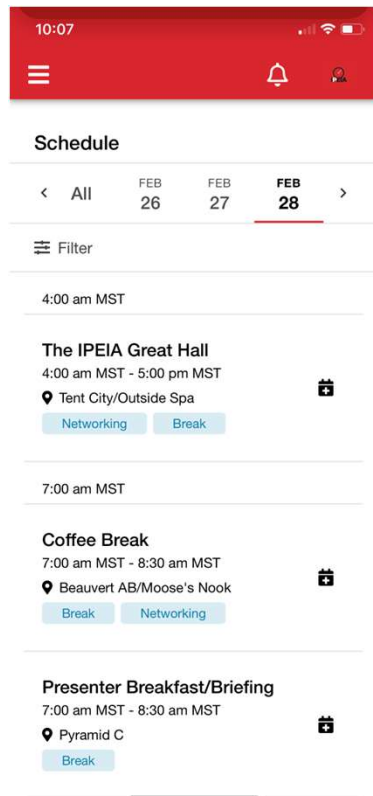 10:07
Schedule
All
FEB
26
FEB
27
FEB
28
Filter
4:00 am MST
The IPEIA Great Hall
4:00 am MST - 5:00 pm MST
Tent City/Outside Spa
Networking Break
7:00 am MST
Coffee Break
7:00 am MST - 8:30 am MST
Beauvert AB/Moose's Nook
Break Networking
Presenter Breakfast/Briefing
7:00 am MST - 8:30 am MST
Pyramid C
Break